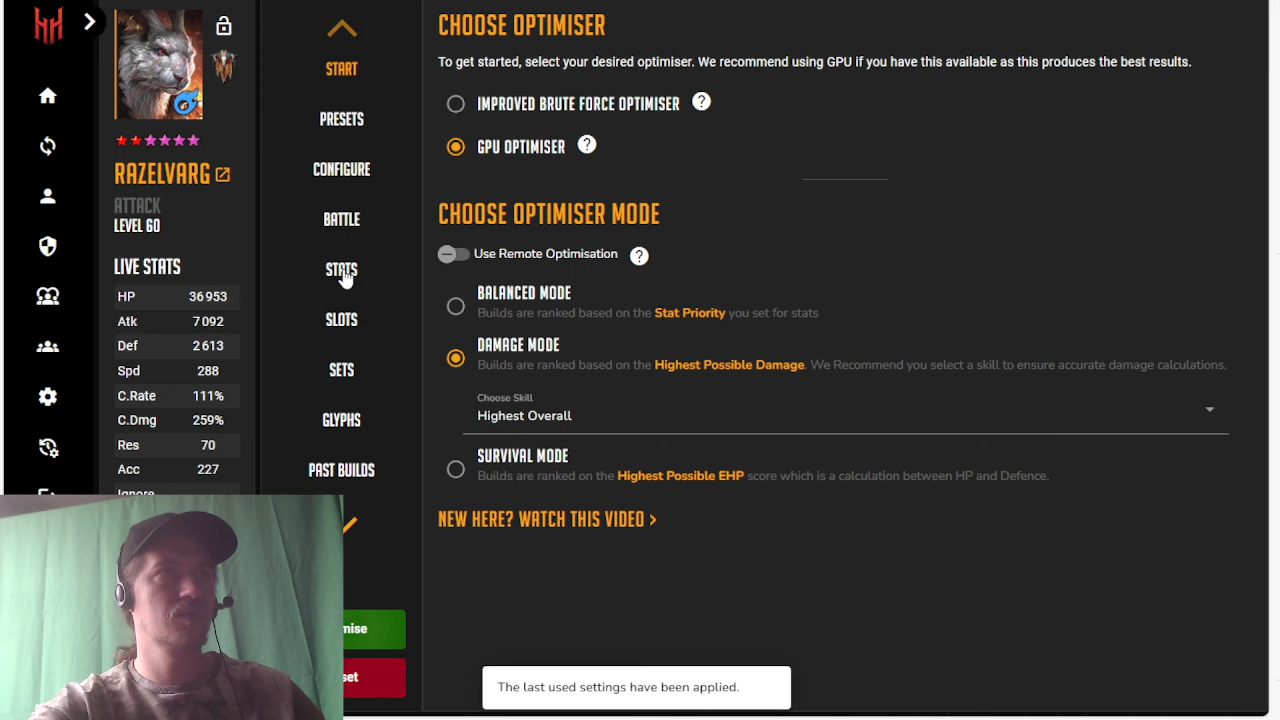 RAZELVARG
ATTACK
LEVEL 60
LIVE STATS
HP 36953
Atk 7092
Def 2613
Spd 288
C.Rate 111%
C.Dmg 259%
Res 70
Acc 227
Ignore
START
PRESETS
CONFIGURE
BATTLE
STATS
SLOTS
SETS
GLYPHS
PAST BUILDS
mise
set
CHOOSE OPTIMISER
To get started, select your desired optimiser. We recommend using GPU if you have this available as this produces the best results.
IMPROVED BRUTE FORCE OPTIMISER ?
GPU OPTIMISER ?
CHOOSE OPTIMISER MODE
Use Remote Optimisation ?
BALANCED MODE
Builds are ranked based on the Stat Priority you set for stats
DAMAGE MODE
Builds are ranked based on the Highest Possible Damage. We Recommend you select a skill to ensure accurate damage calculations.
Choose Skill
Highest Overall
SURVIVAL MODE
Builds are ranked on the Highest Possible EHP score which is a calculation between HP and Defence.
NEW HERE? WATCH THIS VIDEO >
The last used settings have been applied.